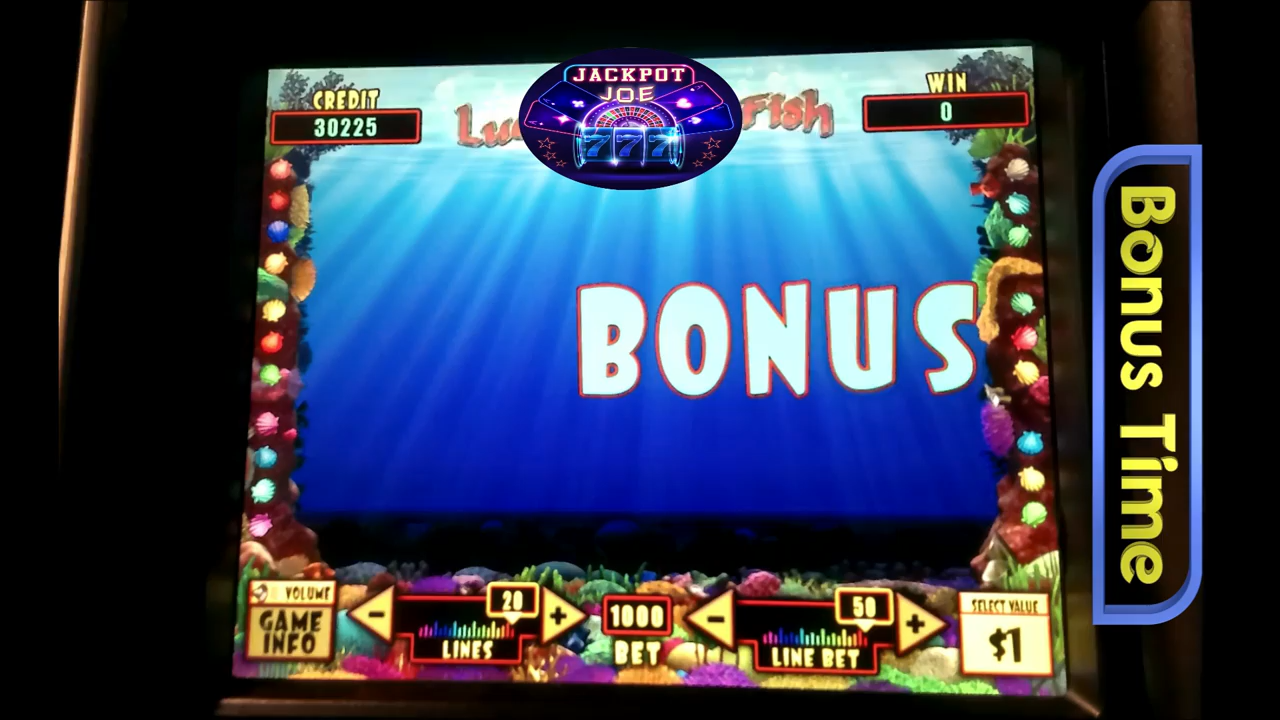 CREDIT
30225
JACKPOT
JOE
777
Fish
WIN
0
BONUS
Bonus Time
VOLUME
GAME
INFO
20
LINES
1000
BET
50
LINE BET
SELECT VALUE
$1